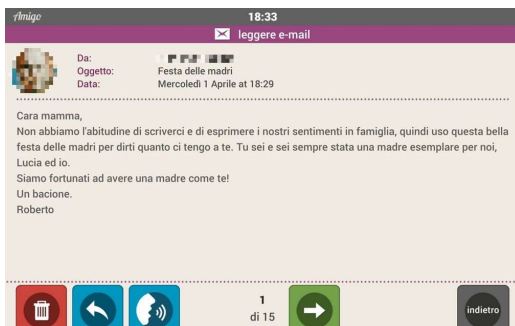 Amigo 18:33
leggere e-mail
Da:
Oggetto: Festa delle madri
Data: Mercoledì 1 Aprile at 18:29
Cara mamma,
Non abbiamo l'abitudine di scriverci e di esprimere i nostri sentimenti in famiglia, quindi uso questa bella
festa delle madri per dirti quanto ci tengo a te. Tu sei e sei sempre stata una madre esemplare per noi,
Lucia ed io.
Siamo fortunati ad avere una madre come te!
Un bacione.
Roberto
1
di 15
indietro